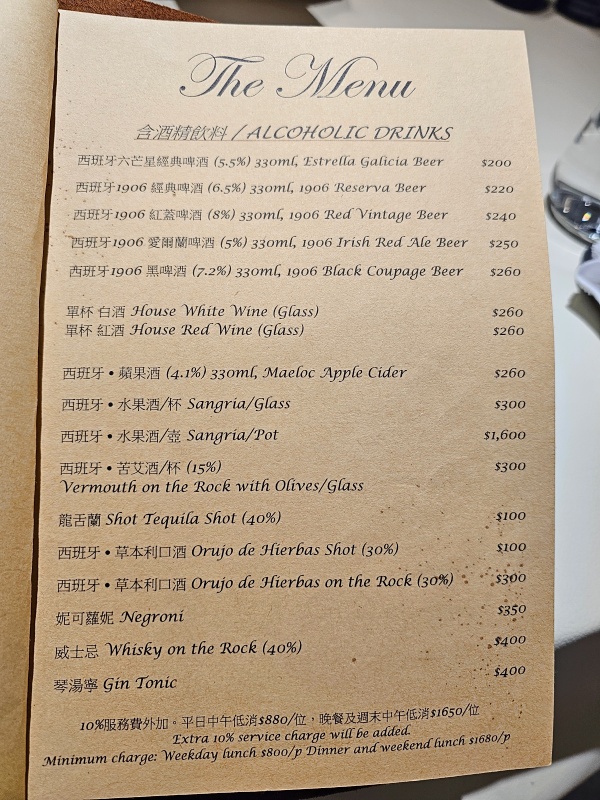 The Menu
含酒精飲料 / ALCOHOLIC DRINKS
西班牙六芒星經典啤酒 (5.5%) 330ml, Estrella Galicia Beer $200
西班牙1906 經典啤酒 (6.5%) 330ml, 1906 Reserva Beer $220
西班牙1906 紅蓋啤酒 (8%) 330ml, 1906 Red Vintage Beer $240
西班牙1906 愛爾蘭啤酒 (5%) 330ml, 1906 Irish Red Ale Beer $250
西班牙1906 黑啤酒 (7.2%) 330ml, 1906 Black Coupage Beer $260
單杯 白酒 House White Wine (Glass) $260
單杯 紅酒 House Red Wine (Glass) $260
西班牙 • 蘋果酒 (4.1%) 330ml, Maeloc Apple Cider $260
西班牙 • 水果酒/杯 Sangria/Glass $300
西班牙 • 水果酒/壺 Sangria/Pot $1,600
西班牙 • 苦艾酒/杯 (15%) $300
Vermouth on the Rock with Olives/Glass
龍舌蘭 Shot Tequila Shot (40%) $100
西班牙 • 草本利口酒 Orujo de Hierbas Shot (30%) $100
西班牙 • 草本利口酒 Orujo de Hierbas on the Rock (30%) $300
妮可蘿妮 Negroni $350
威士忌 Whisky on the Rock (40%) $400
琴湯寧 Gin Tonic $400
10%服務費外加。平日中午低消$880/位，晚餐及週末中午低消$1650/位
Extra 10% service charge will be added.
Minimum charge: Weekday lunch $800/p Dinner and weekend lunch $1680/p